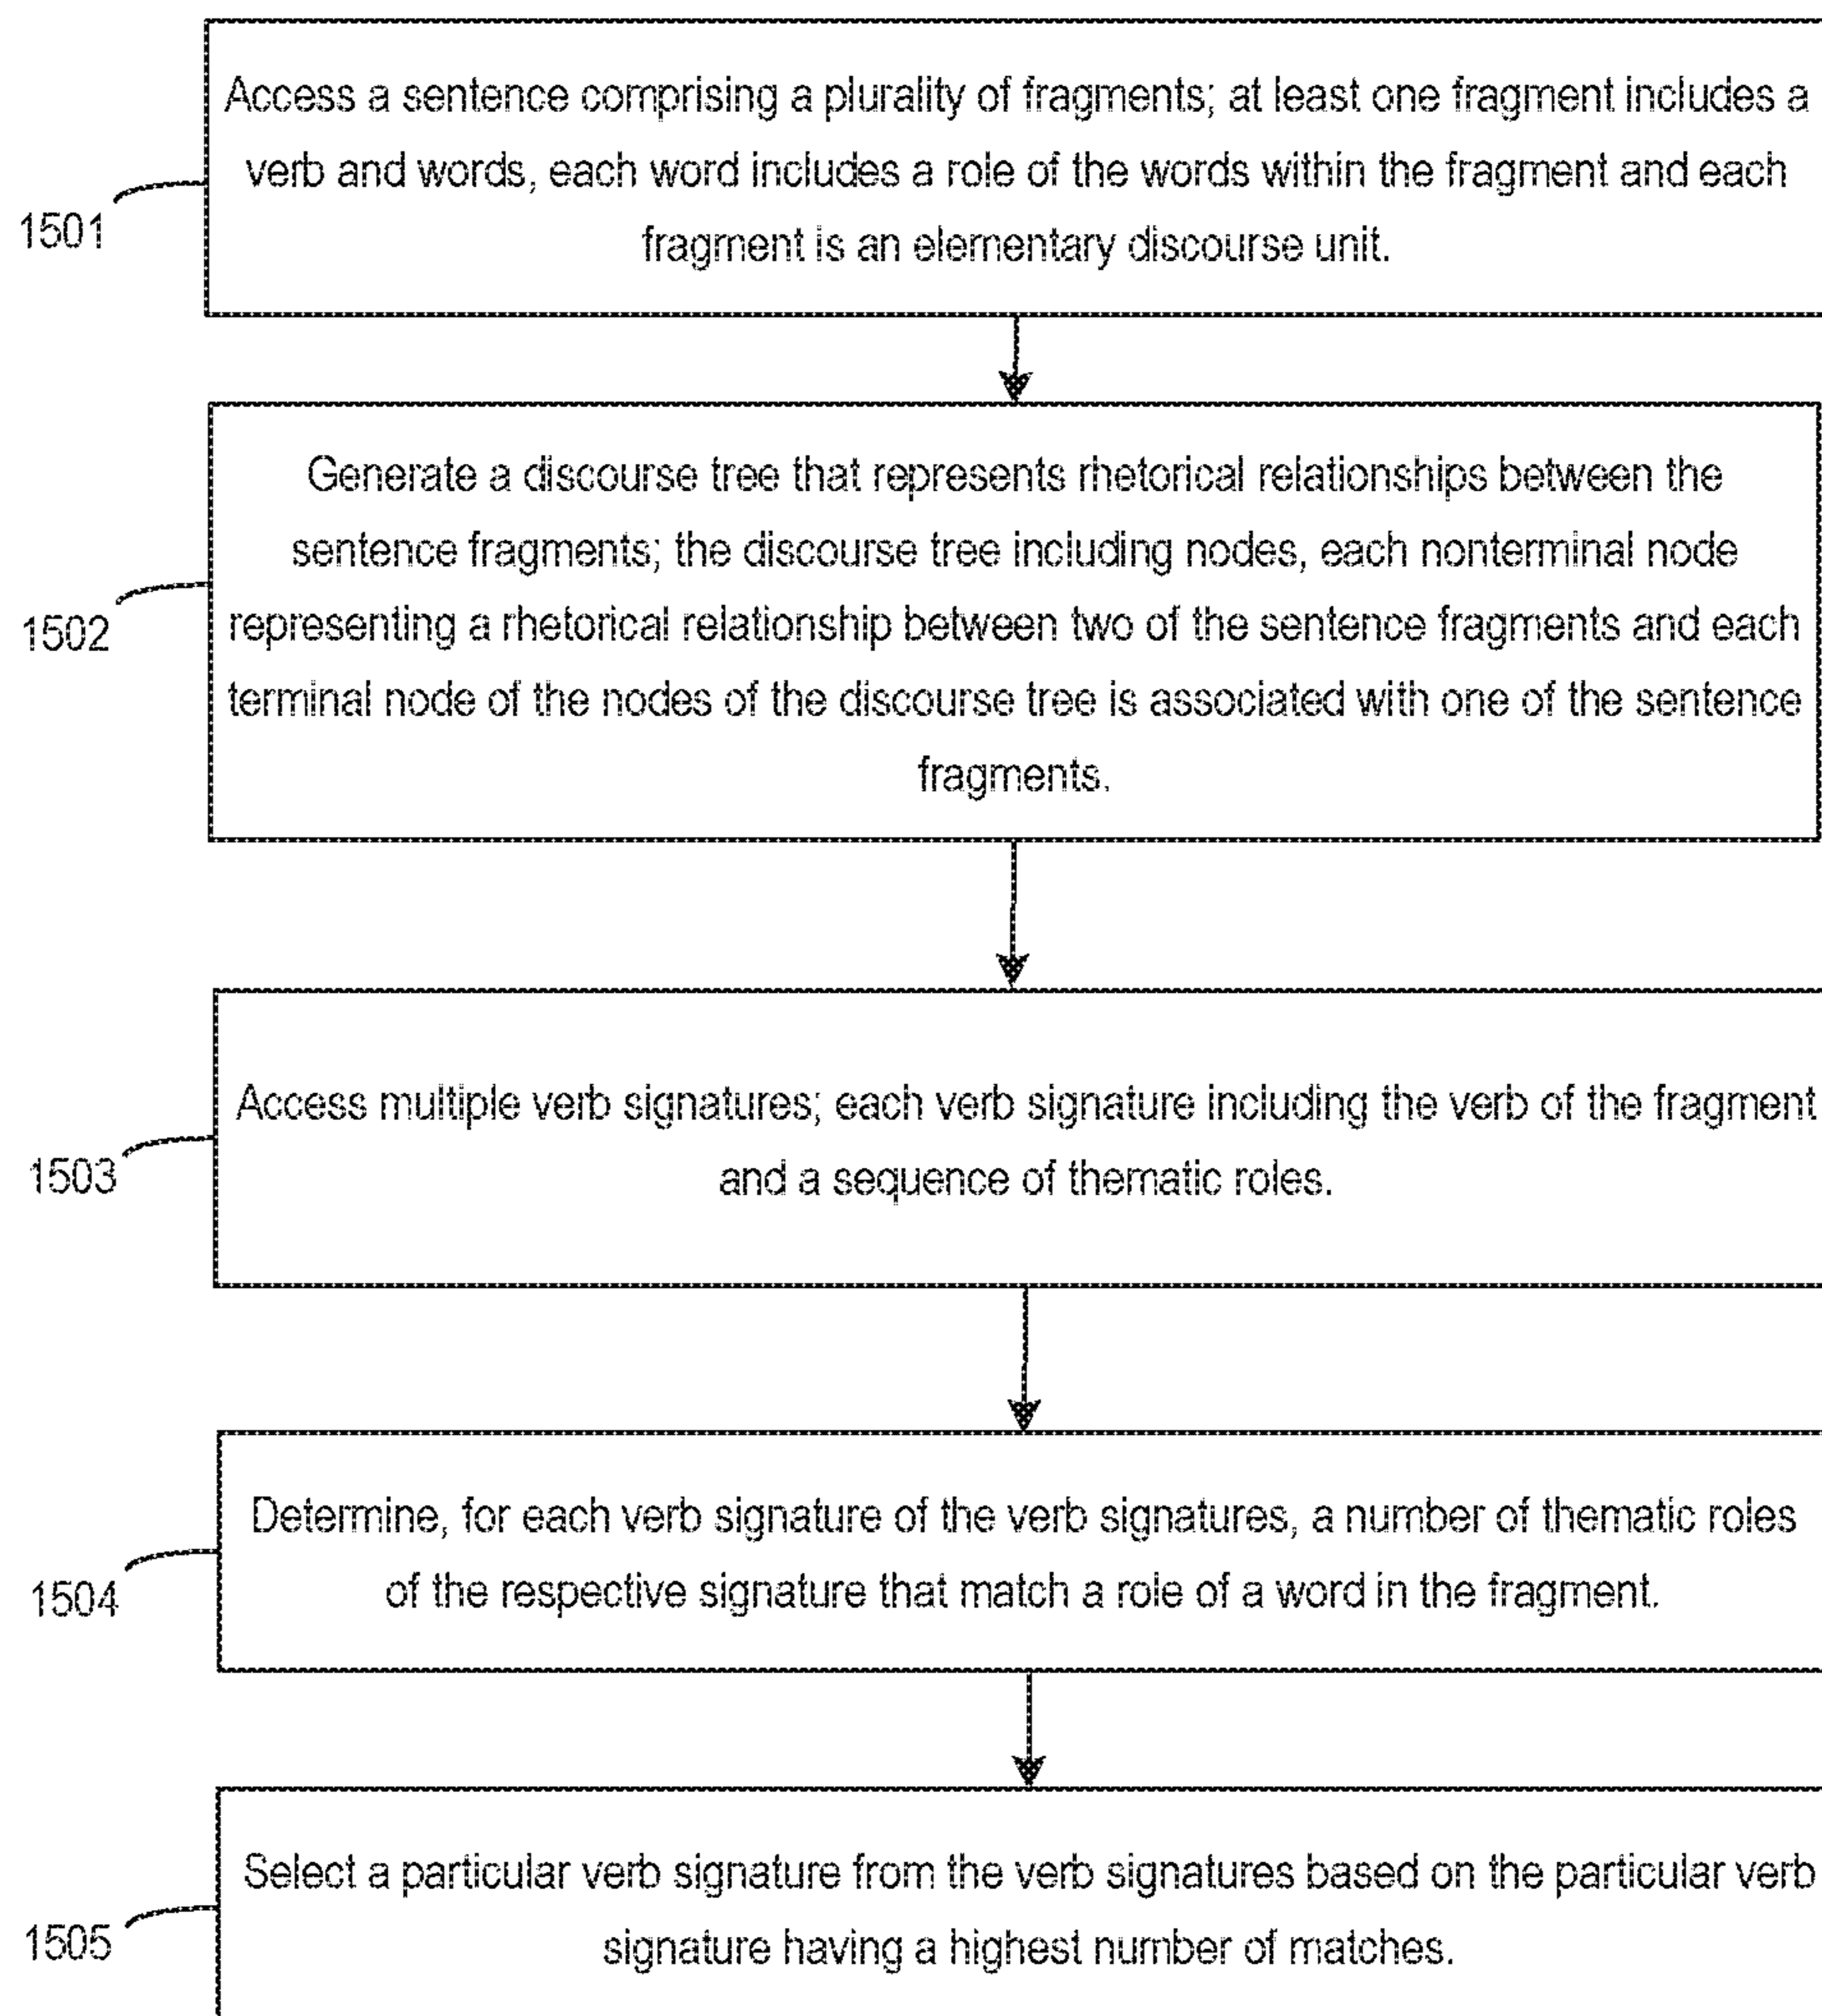 Access a sentence comprising a plurality of fragments; at least one fragment includes a
verb and words, each word includes a role of the words within the fragment and each
fragment is an elementary discourse unit.
1501
Generate a discourse tree that represents rhetorical relationships between the
sentence fragments; the discourse tree including nodes, each nonterminal node
representing a rhetorical relationship between two of the sentence fragments and each
terminal node of the nodes of the discourse tree is associated with one of the sentence
fragments.
1502
Access multiple verb signatures; each verb signature including the verb of the fragment
and a sequence of thematic roles.
1503
Determine, for each verb signature of the verb signatures, a number of thematic roles
of the respective signature that match a role of a word in the fragment.
1504
Select a particular verb signature from the verb signatures based on the particular verb
signature having a highest number of matches.
1505